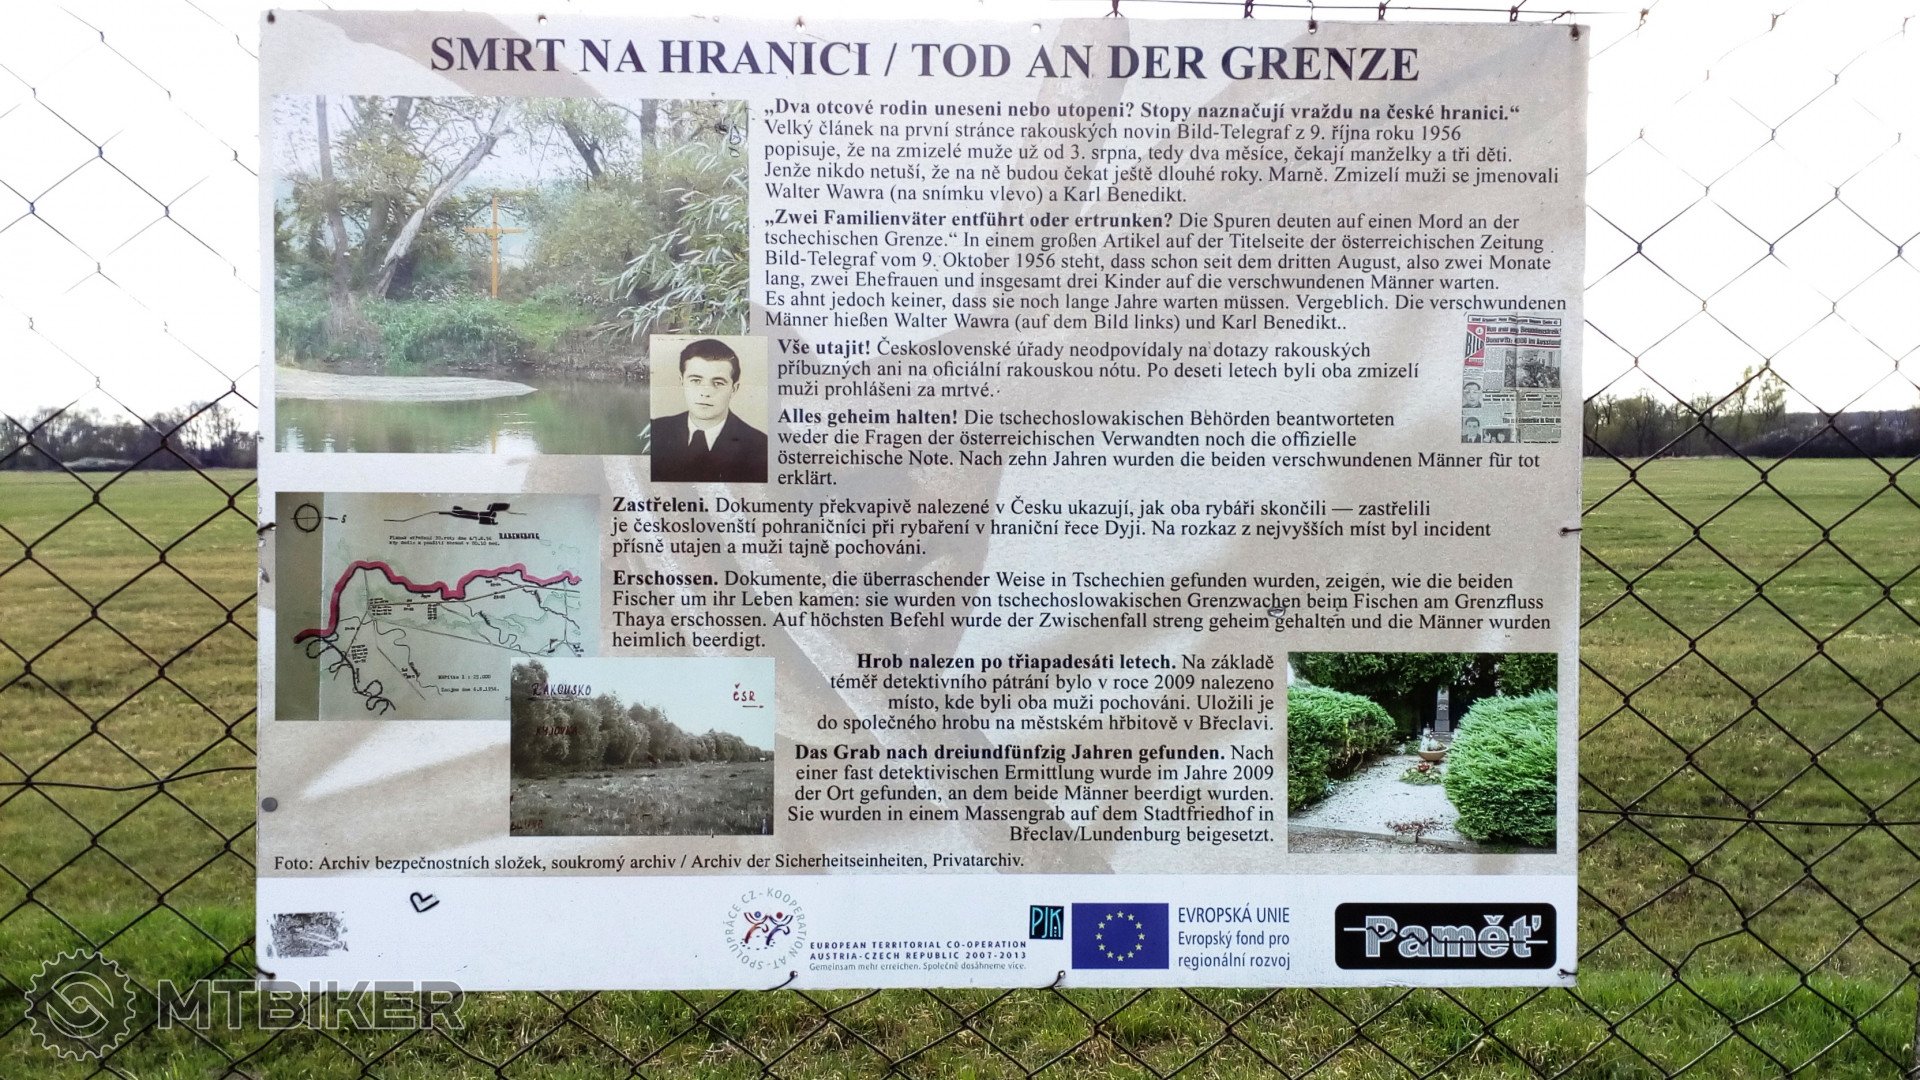 SMRT NA HRANICI / TOD AN DER GRENZE
„Dva otcové rodin uneseni nebo utopeni? Stopy naznačují vraždu na české hranici.“
Velký článek na první stránce rakouských novin Bild-Telegraf z 9. října roku 1956
popisuje, že na zmizelé muže už od 3. srpna, tedy dva měsíce, čekají manželky a tři děti.
Jenže nikdo netuší, že na ně budou čekat ještě dlouhé roky. Marně. Zmizelí muži se jmenovali
Walter Wawra (na snímku vlevo) a Karl Benedikt.
„Zwei Familienväter entführt oder ertrunken? Die Spuren deuten auf einen Mord an der
tschechischen Grenze.“ In einem großen Artikel auf der Titelseite der österreichischen Zeitung
Bild-Telegraf vom 9. Oktober 1956 steht, dass schon seit dem dritten August, also zwei Monate
lang, zwei Ehefrauen und insgesamt drei Kinder auf die verschwundenen Männer warten.
Es ahnt jedoch keiner, dass sie noch lange Jahre warten müssen. Vergeblich. Die verschwundenen
Männer hießen Walter Wawra (auf dem Bild links) und Karl Benedikt..
Vše utajit! Československé úřady neodpovídaly na dotazy rakouských
příbuzných ani na oficiální rakouskou nótu. Po deseti letech byli oba zmizelí
muži prohlášeni za mrtvé.
Alles geheim halten! Die tschechoslowakischen Behörden beantworteten
weder die Fragen der österreichischen Verwandten noch die offizielle
österreichische Note. Nach zehn Jahren wurden die beiden verschwundenen Männer für tot
erklärt.
BILD
Zastřeleni. Dokumenty překvapivě nalezené v Česku ukazují, jak oba rybáři skončili — zastřelili
je českoslovenští pohraničníci při rybaření v hraniční řece Dyji. Na rozkaz z nejvyšších míst byl incident
přísně utajen a muži tajně pochováni.
Erschossen. Dokumente, die überraschender Weise in Tschechien gefunden wurden, zeigen, wie die beiden
Fischer um ihr Leben kamen: sie wurden von tschechoslowakischen Grenzwachen beim Fischen am Grenzfluss
Thaya erschossen. Auf höchsten Befehl wurde der Zwischenfall streng geheim gehalten und die Männer wurden
heimlich beerdigt.
S
RABENSBURG
RAKOUSKO
ČSR
KYJOVKA
Hrob nalezen po třiapadesáti letech. Na základě
téměř detektivního pátrání bylo v roce 2009 nalezeno
místo, kde byli oba muži pochováni. Uložili je
do společného hrobu na městském hřbitově v Břeclavi.
Das Grab nach dreiundfünfzig Jahren gefunden. Nach
einer fast detektivischen Ermittlung wurde im Jahre 2009
der Ort gefunden, an dem beide Männer beerdigt wurden.
Sie wurden in einem Massengrab auf dem Stadtfriedhof in
Břeclav/Lundenburg beigesetzt.
Foto: Archiv bezpečnostních složek, soukromý archiv / Archiv der Sicherheitseinheiten, Privatarchiv.
SPOLUPRÁCE CZ - KOOPERATION AT -
EUROPEAN TERRITORIAL CO-OPERATION
AUSTRIA-CZECH REPUBLIC 2007-2013
Gemeinsam mehr erreichen. Společně dosáhneme více.
EVROPSKÁ UNIE
Evropský fond pro
regionální rozvoj
Paměť
MTBIKER